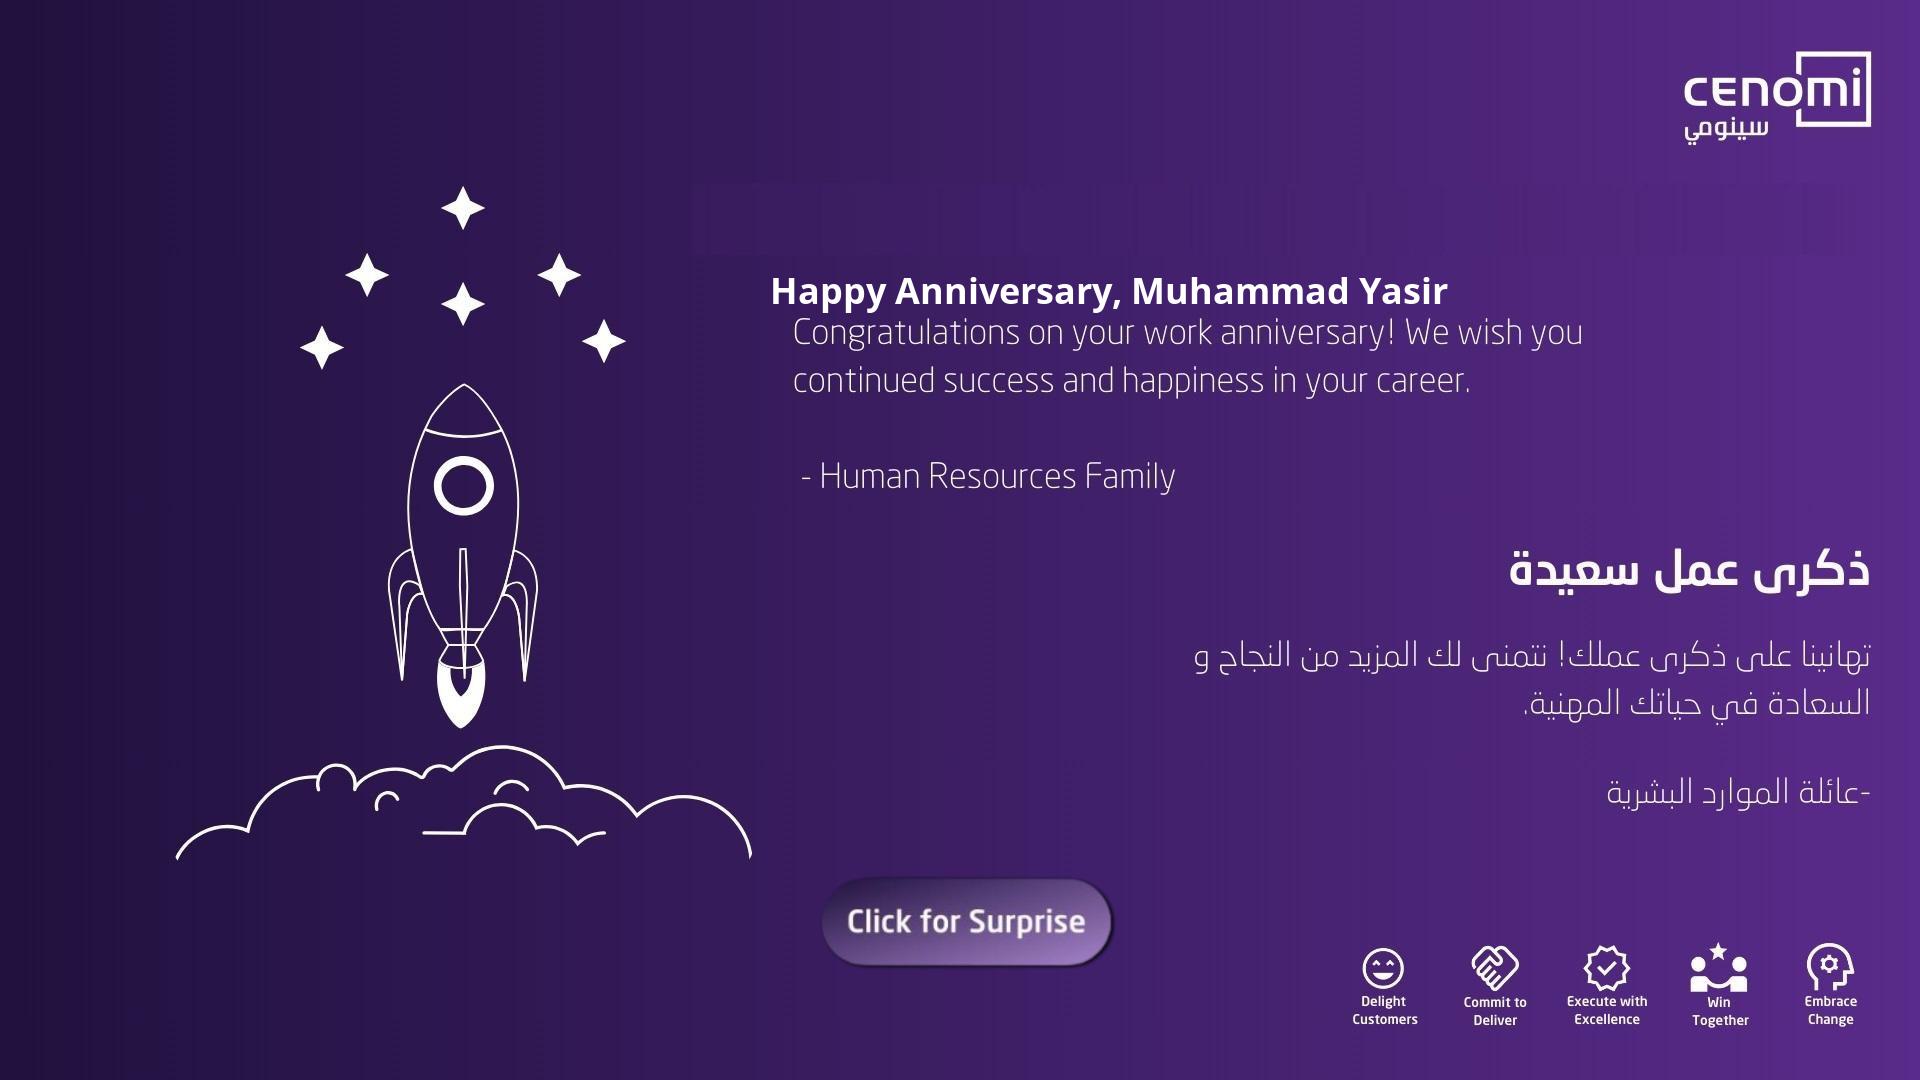 CENOMI
سينومي
Happy Anniversary, Muhammad Yasir
Congratulations on your work anniversary! We wish you
continued success and happiness in your career.
- Human Resources Family
ذكرى عمل سعيدة
تهانينا على ذكرى عملك! نتمنى لك المزيد من النجاح و
السعادة في حياتك المهنية.
-عائلة الموارد البشرية
Click for Surprise
Delight
Customers
Commit to
Deliver
Execute with
Excellence
Win
Together
Embrace
Change